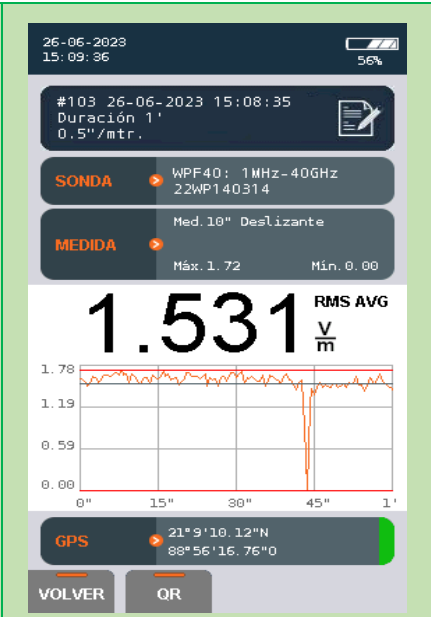 26-06-2023
15:09:36
56%
#103 26-06-2023 15:08:35
Duración 1'
0.5"/mtr.
SONDA
WPF40: 1MHz-40GHz
22WP140314
MEDIDA
Med.10" Deslizante
Máx.1.72 Mín.0.00
1.531 RMS AVG
V
m
1.78
1.19
0.59
0.00
0" 15" 30" 45" 1'
GPS
21°9'10.12"N
88°56'16.76"O
VOLVER QR